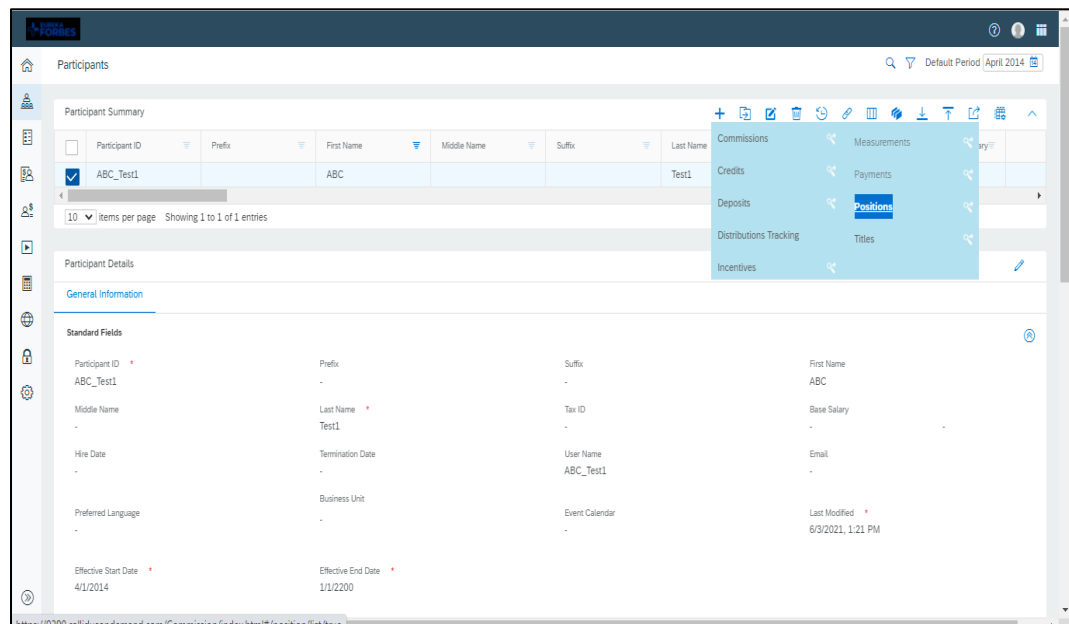 EUREKA
FORBES
Participants
Default Period April 2014
Participant Summary
Participant ID Prefix First Name Middle Name Suffix Last Name
ABC_Test1 ABC Test1
10 items per page Showing 1 to 1 of 1 entries
Commissions Measurements
Credits Payments
Deposits Positions
Distributions Tracking Titles
Incentives
Participant Details
General Information
Standard Fields
Participant ID * Prefix Suffix First Name
ABC_Test1 - - ABC
Middle Name Last Name * Tax ID Base Salary
- Test1 - - -
Hire Date Termination Date User Name Email
- - ABC_Test1 -
Preferred Language Business Unit Event Calendar Last Modified *
- - - 6/3/2021, 1:21 PM
Effective Start Date * Effective End Date *
4/1/2014 1/1/2200